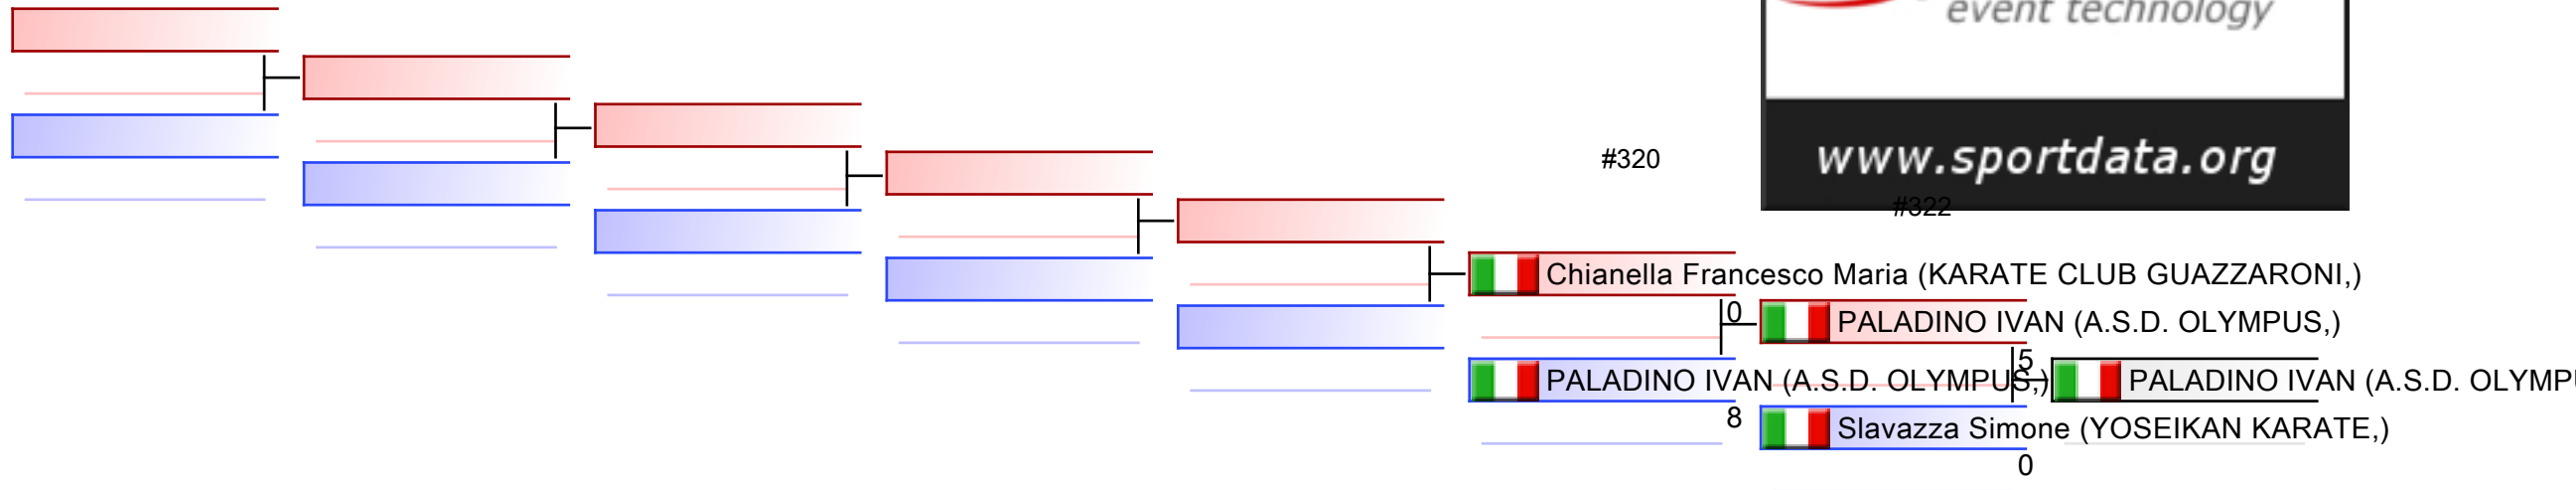 event technology
www.sportdata.org
#320
#322
Chianella Francesco Maria (KARATE CLUB GUAZZARONI,)
0
PALADINO IVAN (A.S.D. OLYMPUS,)
5
PALADINO IVAN (A.S.D. OLYMPUS,)
PALADINO IVAN (A.S.D. OLYMP
8
Slavazza Simone (YOSEIKAN KARATE,)
0